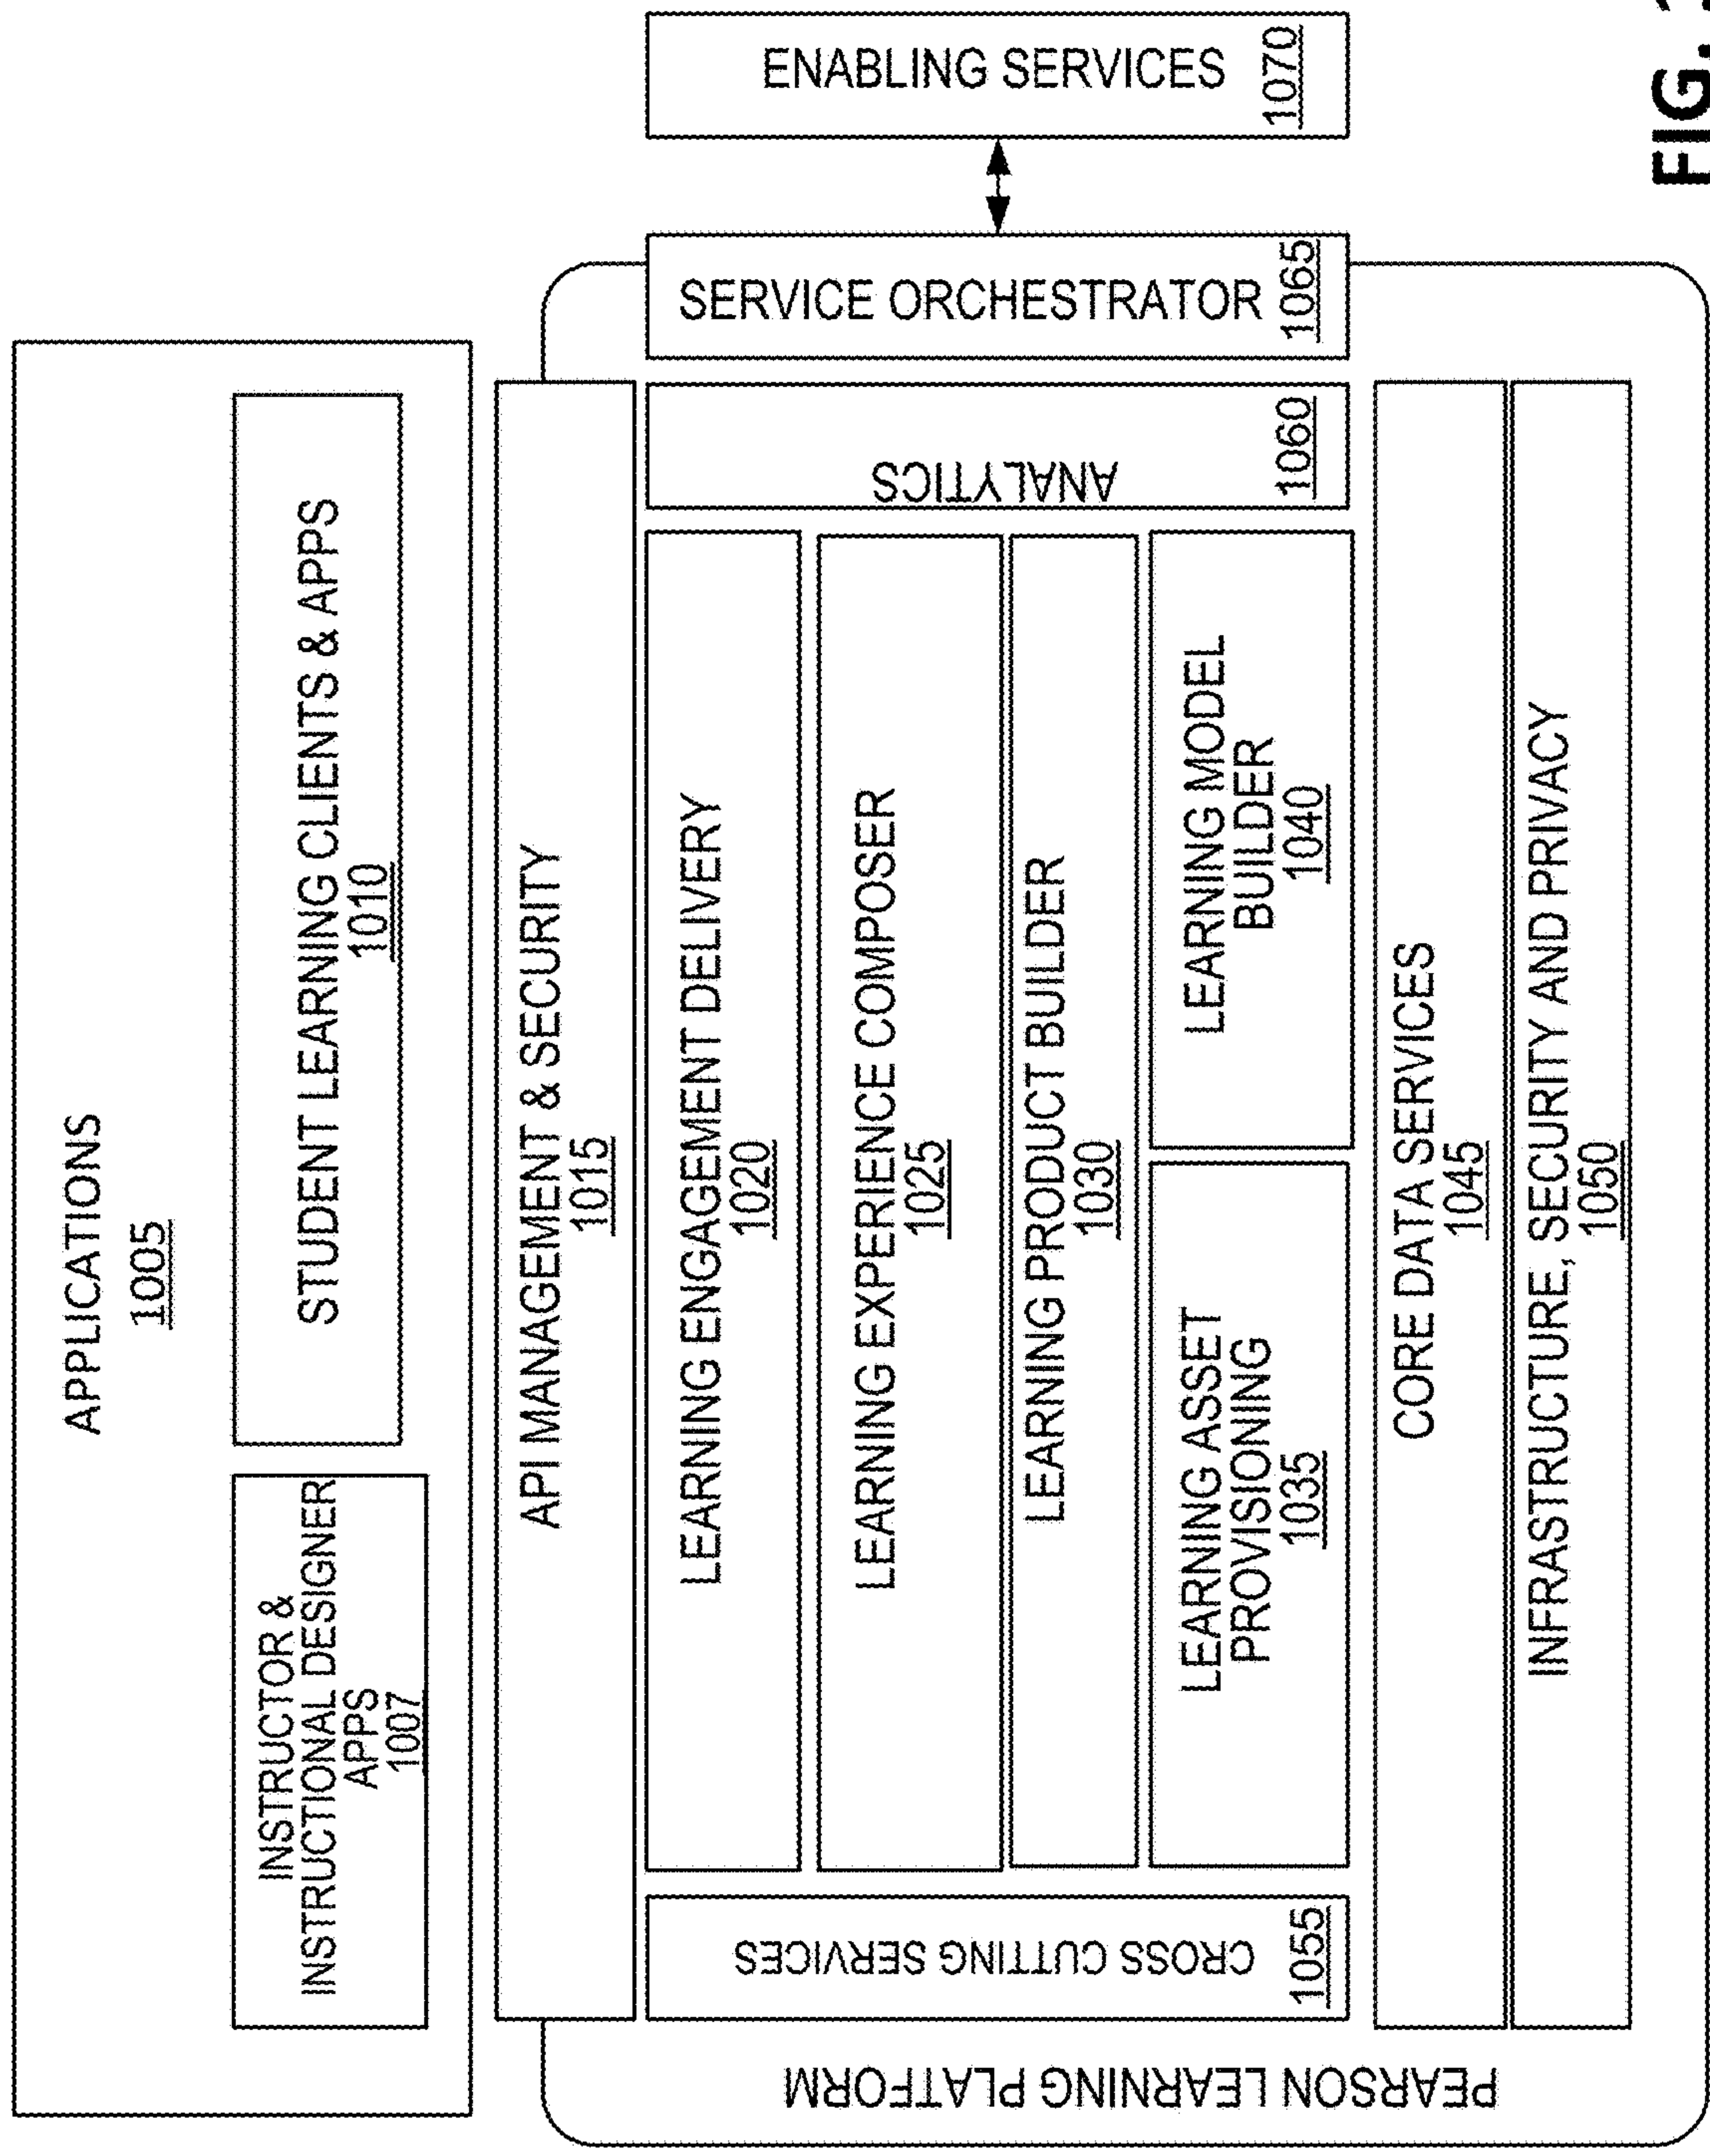 APPLICATIONS
1005
INSTRUCTOR &
INSTRUCTIONAL DESIGNER
APPS
1007
STUDENT LEARNING CLIENTS & APPS
1010
API MANAGEMENT & SECURITY
1015
PEARSON LEARNING PLATFORM
CROSS CUTTING SERVICES
1055
LEARNING ENGAGEMENT DELIVERY
1020
LEARNING EXPERIENCE COMPOSER
1025
LEARNING PRODUCT BUILDER
1030
LEARNING ASSET
PROVISIONING
1035
LEARNING MODEL
BUILDER
1040
ANALYTICS
1060
SERVICE ORCHESTRATOR
1065
ENABLING SERVICES
1070
CORE DATA SERVICES
1045
INFRASTRUCTURE, SECURITY AND PRIVACY
1050
FIG.